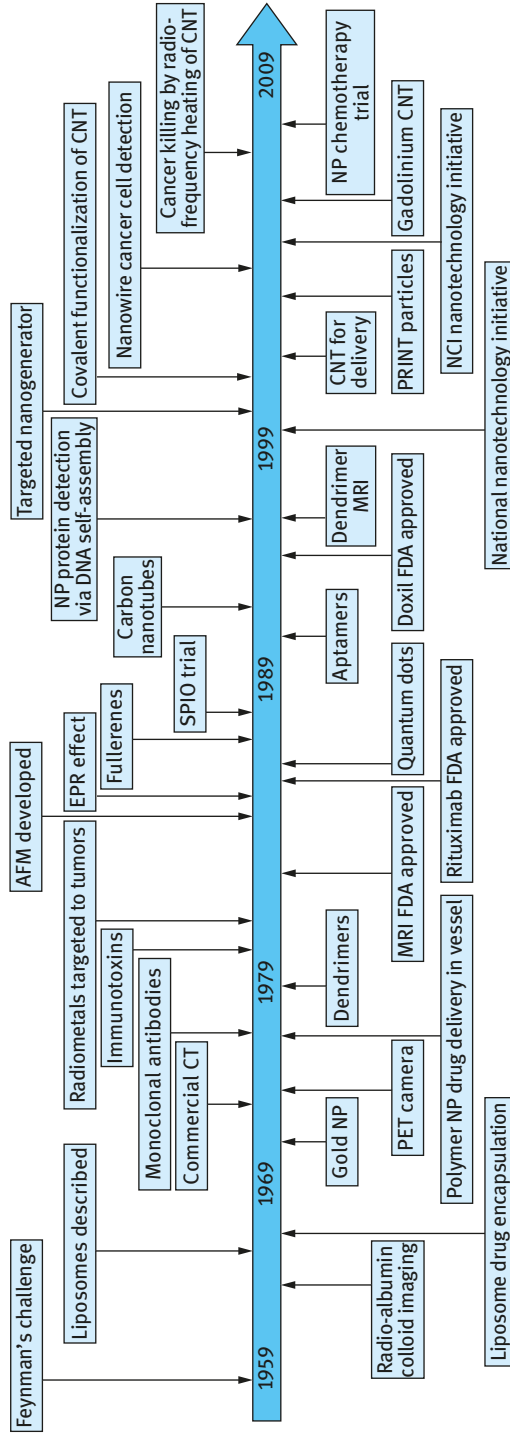 Feynman's challenge
Liposomes described
Radiometals targeted to tumors
Immunotoxins
Monoclonal antibodies
Commercial CT
AFM developed
EPR effect
Fullerenes
SPIO trial
Carbon
nanotubes
NP protein detection
via DNA self-assembly
Targeted nanogenerator
Covalent functionalization of CNT
Nanowire cancer cell detection
Cancer killing by radio-
frequency heating of CNT
1959
1969
1979
1989
1999
2009
Radio-albumin
colloid imaging
Liposome drug encapsulation
Gold NP
PET camera
Polymer NP drug delivery in vessel
Dendrimers
MRI FDA approved
Rituximab FDA approved
Quantum dots
Aptamers
Doxil FDA approved
Dendrimer
MRI
National nanotechnology initiative
CNT for
delivery
PRINT particles
NCI nanotechnology initiative
Gadolinium CNT
NP chemotherapy
trial